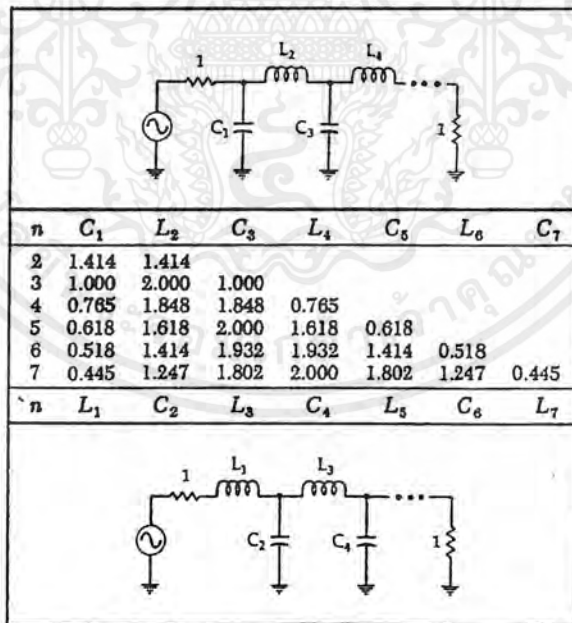 1 L₂ L₄
C₁ C₃ 1
n C₁ L₂ C₃ L₄ C₅ L₆ C₇
2 1.414 1.414
3 1.000 2.000 1.000
4 0.765 1.848 1.848 0.765
5 0.618 1.618 2.000 1.618 0.618
6 0.518 1.414 1.932 1.932 1.414 0.518
7 0.445 1.247 1.802 2.000 1.802 1.247 0.445
n L₁ C₂ L₃ C₄ L₅ C₆ L₇
1 L₁ L₃
C₂ C₄ 1